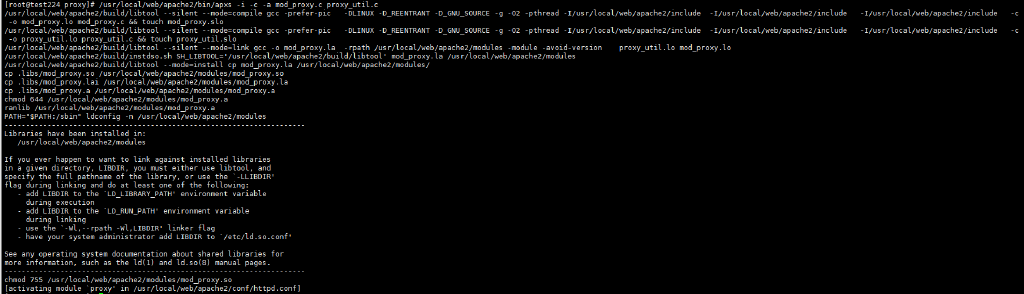 [root@test224 proxy]# /usr/local/web/apache2/bin/apxs -i -c -a mod_proxy.c proxy_util.c
/usr/local/web/apache2/build/libtool --silent --mode=compile gcc -prefer-pic   -DLINUX -D_REENTRANT -D_GNU_SOURCE -g -O2 -pthread -I/usr/local/web/apache2/include  -I/usr/local/web/apache2/include   -I/usr/local/web/apache2/include   -c
 -o mod_proxy.lo mod_proxy.c && touch mod_proxy.slo
/usr/local/web/apache2/build/libtool --silent --mode=compile gcc -prefer-pic   -DLINUX -D_REENTRANT -D_GNU_SOURCE -g -O2 -pthread -I/usr/local/web/apache2/include  -I/usr/local/web/apache2/include   -I/usr/local/web/apache2/include   -c
 -o proxy_util.lo proxy_util.c && touch proxy_util.slo
/usr/local/web/apache2/build/libtool --silent --mode=link gcc -o mod_proxy.la  -rpath /usr/local/web/apache2/modules -module -avoid-version    proxy_util.lo mod_proxy.lo
/usr/local/web/apache2/build/instdso.sh SH_LIBTOOL='/usr/local/web/apache2/build/libtool' mod_proxy.la /usr/local/web/apache2/modules
/usr/local/web/apache2/build/libtool --mode=install cp mod_proxy.la /usr/local/web/apache2/modules/
cp .libs/mod_proxy.so /usr/local/web/apache2/modules/mod_proxy.so
cp .libs/mod_proxy.lai /usr/local/web/apache2/modules/mod_proxy.la
cp .libs/mod_proxy.a /usr/local/web/apache2/modules/mod_proxy.a
chmod 644 /usr/local/web/apache2/modules/mod_proxy.a
ranlib /usr/local/web/apache2/modules/mod_proxy.a
PATH="$PATH:/sbin" ldconfig -n /usr/local/web/apache2/modules
----------------------------------------------------------------------
Libraries have been installed in:
   /usr/local/web/apache2/modules

If you ever happen to want to link against installed libraries
in a given directory, LIBDIR, you must either use libtool, and
specify the full pathname of the library, or use the `-LLIBDIR'
flag during linking and do at least one of the following:
   - add LIBDIR to the `LD_LIBRARY_PATH' environment variable
     during execution
   - add LIBDIR to the `LD_RUN_PATH' environment variable
     during linking
   - use the `-Wl,--rpath -Wl,LIBDIR' linker flag
   - have your system administrator add LIBDIR to `/etc/ld.so.conf'

See any operating system documentation about shared libraries for
more information, such as the ld(1) and ld.so(8) manual pages.
----------------------------------------------------------------------
chmod 755 /usr/local/web/apache2/modules/mod_proxy.so
[activating module `proxy' in /usr/local/web/apache2/conf/httpd.conf]